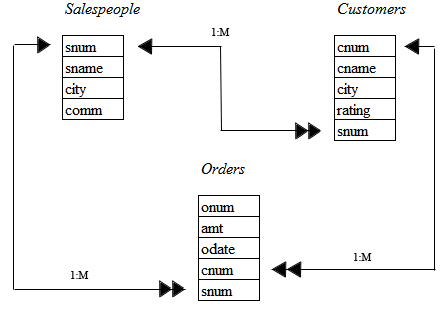 Salespeople
snum
sname
city
comm
1:M
Customers
cnum
cname
city
rating
snum
Orders
onum
amt
odate
cnum
snum
1:M
1:M